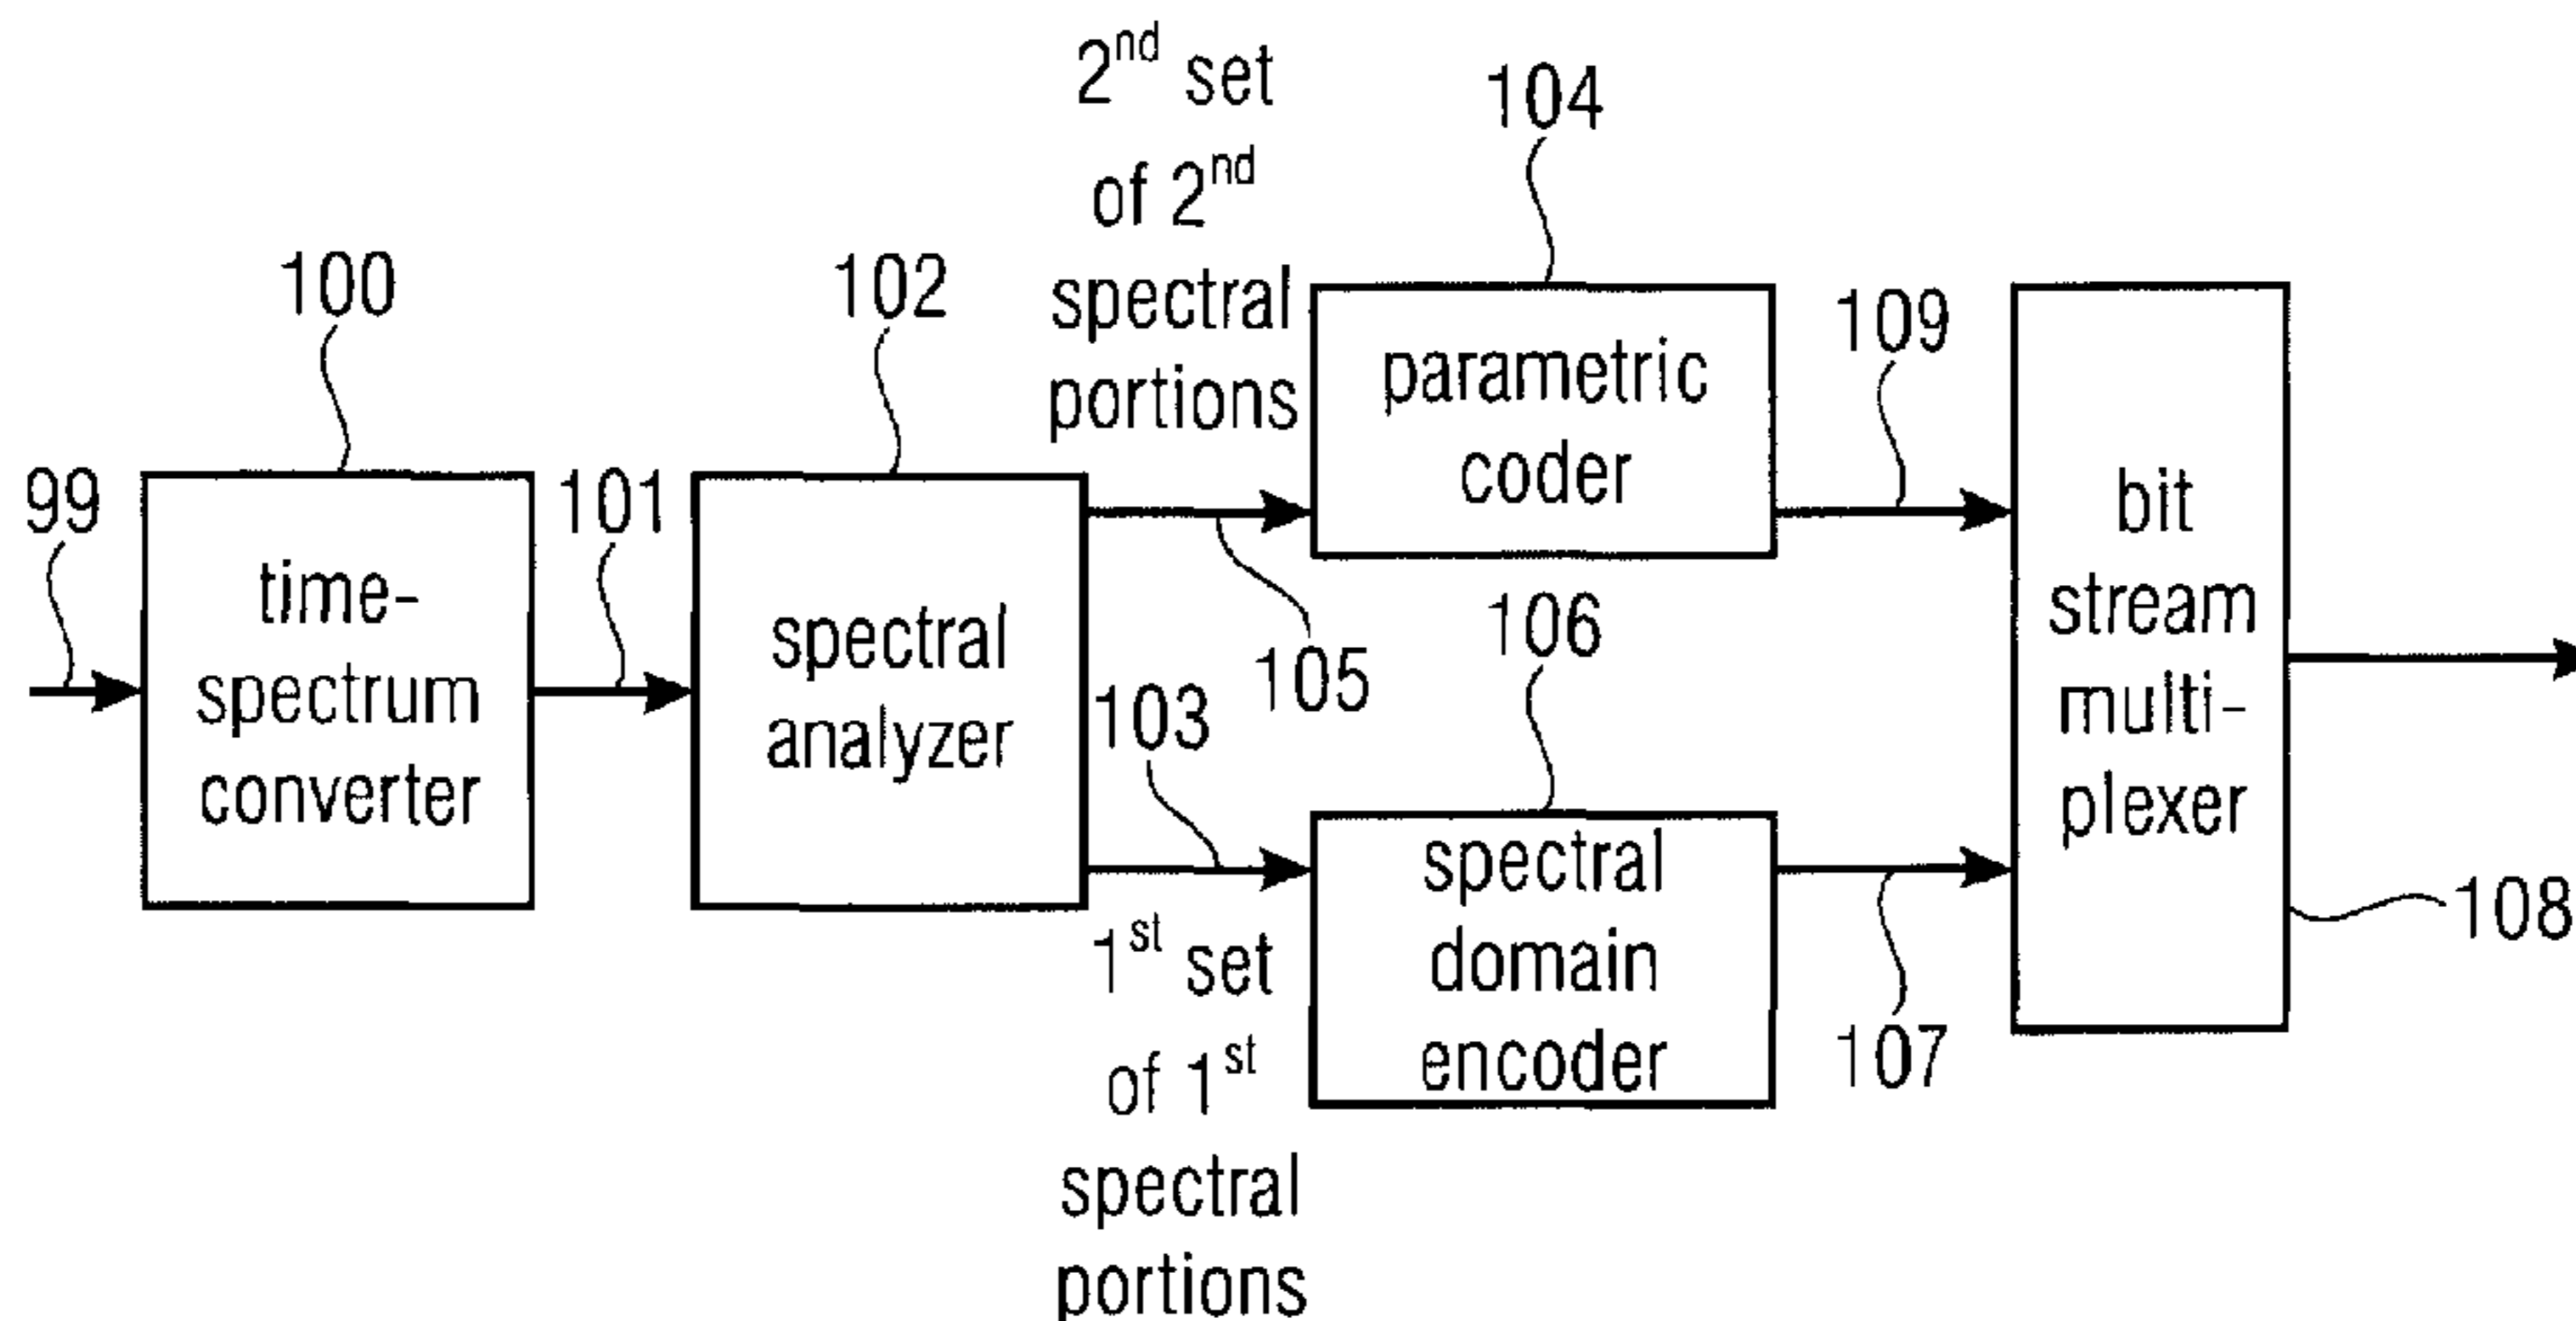 99
100
time-
spectrum
converter
101
102
spectral
analyzer
2nd set
of 2nd
spectral
portions
105
103
1st set
of 1st
spectral
portions
104
parametric
coder
106
spectral
domain
encoder
109
107
bit
stream
multi-
plexer
108